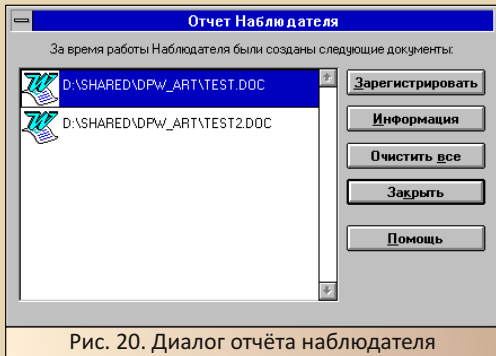 Отчет Наблюдателя
За время работы Наблюдателя были созданы следующие документы:
D:\SHARED\DPW_ART\TEST.DOC
D:\SHARED\DPW_ART\TEST2.DOC
Зарегистрировать
Информация
Очистить все
Закрыть
Помощь
Рис. 20. Диалог отчёта наблюдателя